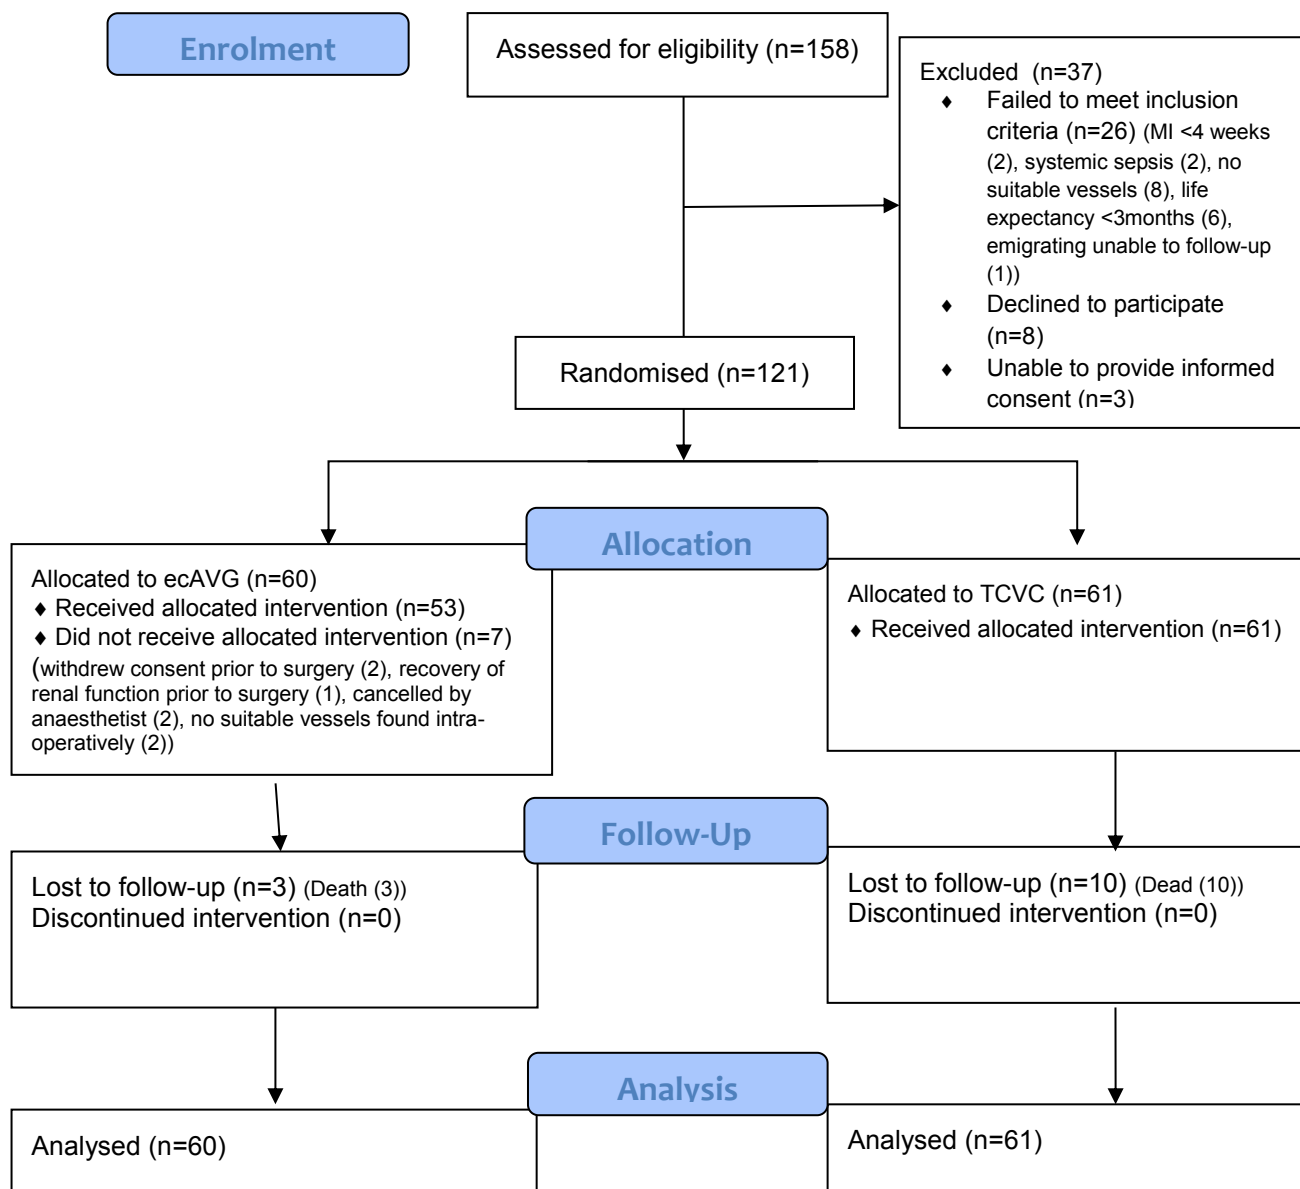 Enrolment
Assessed for eligibility (n=158)
Excluded (n=37)
♦ Failed to meet inclusion
criteria (n=26) (MI <4 weeks
(2), systemic sepsis (2), no
suitable vessels (8), life
expectancy <3months (6),
emigrating unable to follow-up
(1))
♦ Declined to participate
(n=8)
♦ Unable to provide informed
consent (n=3)
Randomised (n=121)
Allocation
Allocated to ecAVG (n=60)
♦ Received allocated intervention (n=53)
♦ Did not receive allocated intervention (n=7)
(withdrew consent prior to surgery (2), recovery of
renal function prior to surgery (1), cancelled by
anaesthetist (2), no suitable vessels found intra-
operatively (2))
Allocated to TCVC (n=61)
♦ Received allocated intervention (n=61)
Follow-Up
Lost to follow-up (n=3) (Death (3))
Discontinued intervention (n=0)
Lost to follow-up (n=10) (Dead (10))
Discontinued intervention (n=0)
Analysis
Analysed (n=60)
Analysed (n=61)